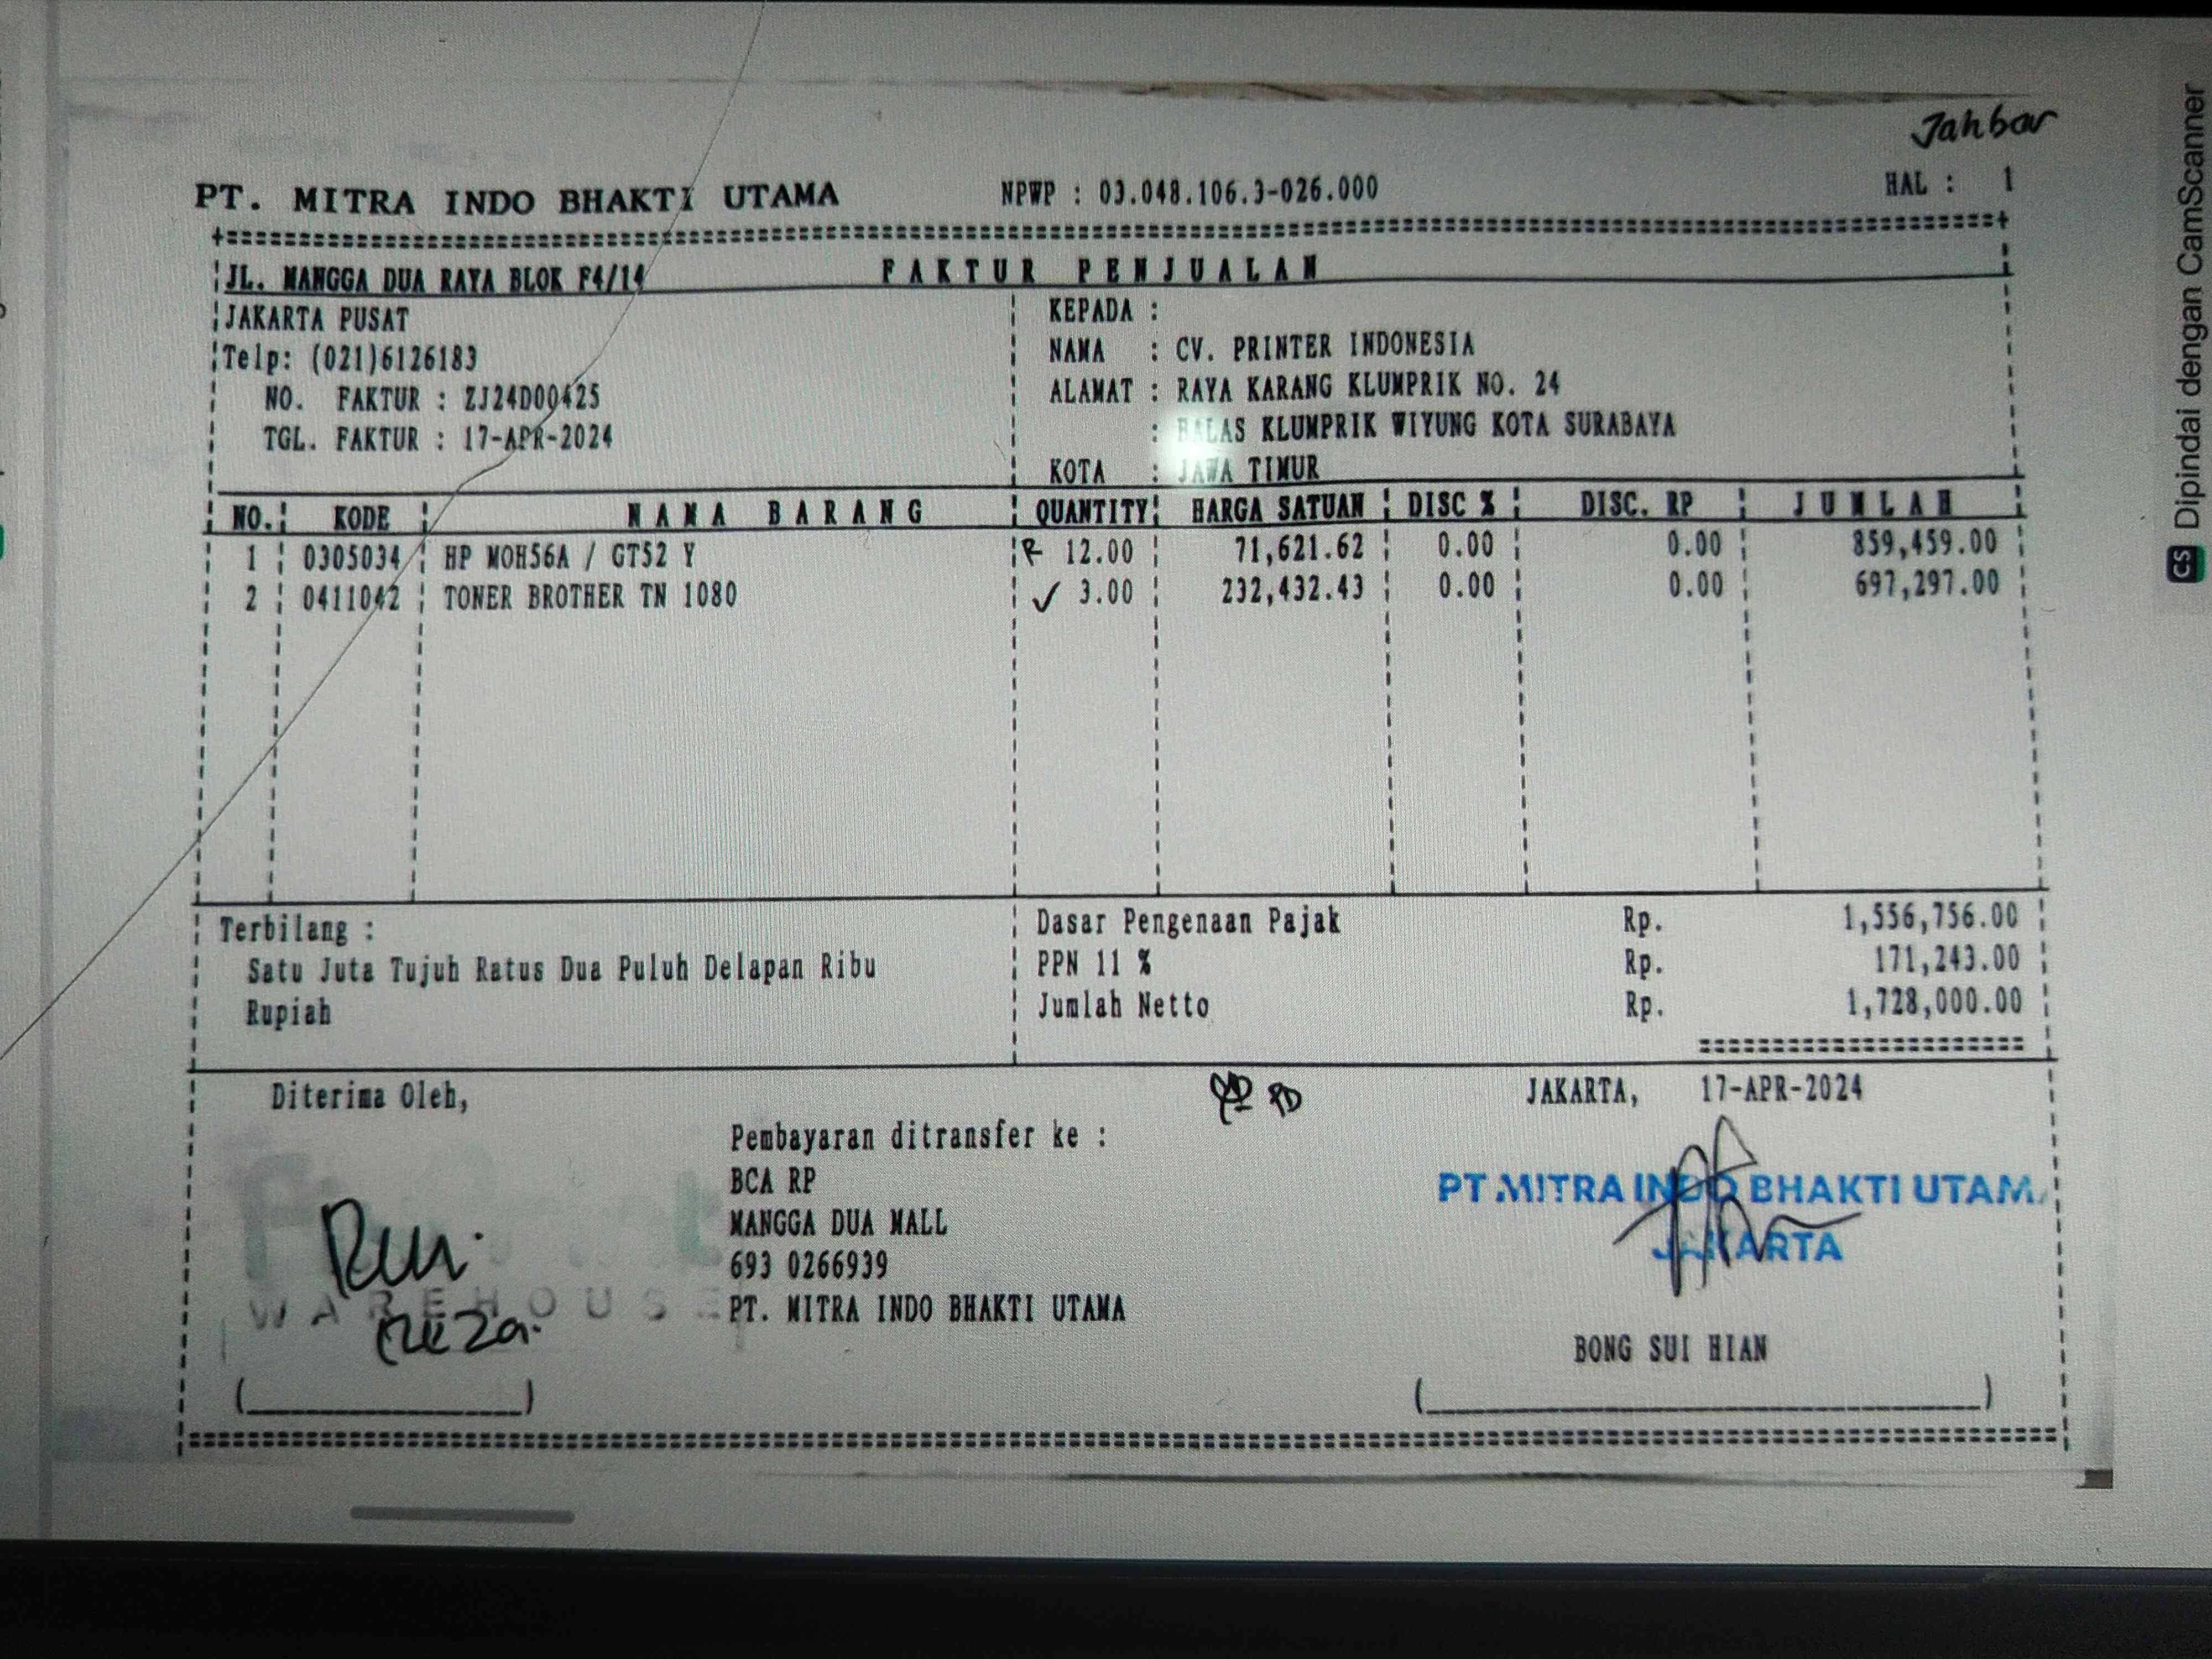 Jahbar
PT. MITRA INDO BHAKTI UTAMA NPWP : 03.048.106.3-026.000 HAL : 1
JL. MANGGA DUA RAYA BLOK F4/14 FAKTUR PENJUALAN
JAKARTA PUSAT KEPADA :
Telp: (021)6126183 NAMA : CV. PRINTER INDONESIA
NO. FAKTUR : ZJ24D00425 ALAMAT : RAYA KARANG KLUMPRIK NO. 24
TGL. FAKTUR : 17-APR-2024 : BALAS KLUMPRIK WIYUNG KOTA SURABAYA
KOTA : JAWA TIMUR
NO. KODE NAMA BARANG QUANTITY HARGA SATUAN DISC % DISC. RP JUMLAH
1 0305034 HP MOH56A / GT52 Y 12.00 71,621.62 0.00 0.00 859,459.00
2 0411042 TONER BROTHER TN 1080 ✓ 3.00 232,432.43 0.00 0.00 697,297.00
Terbilang : Dasar Pengenaan Pajak Rp. 1,556,756.00
Satu Juta Tujuh Ratus Dua Puluh Delapan Ribu PPN 11 % Rp. 171,243.00
Rupiah Jumlah Netto Rp. 1,728,000.00
Diterima Oleh, JAKARTA, 17-APR-2024
Pembayaran ditransfer ke :
BCA RP
MANGGA DUA MALL
693 0266939
PT. MITRA INDO BHAKTI UTAMA
PT.MITRA INDO BHAKTI UTAMA
JAKARTA
WAREHOUSE
Reza.
BONG SUI HIAN
CS Dipindai dengan CamScanner